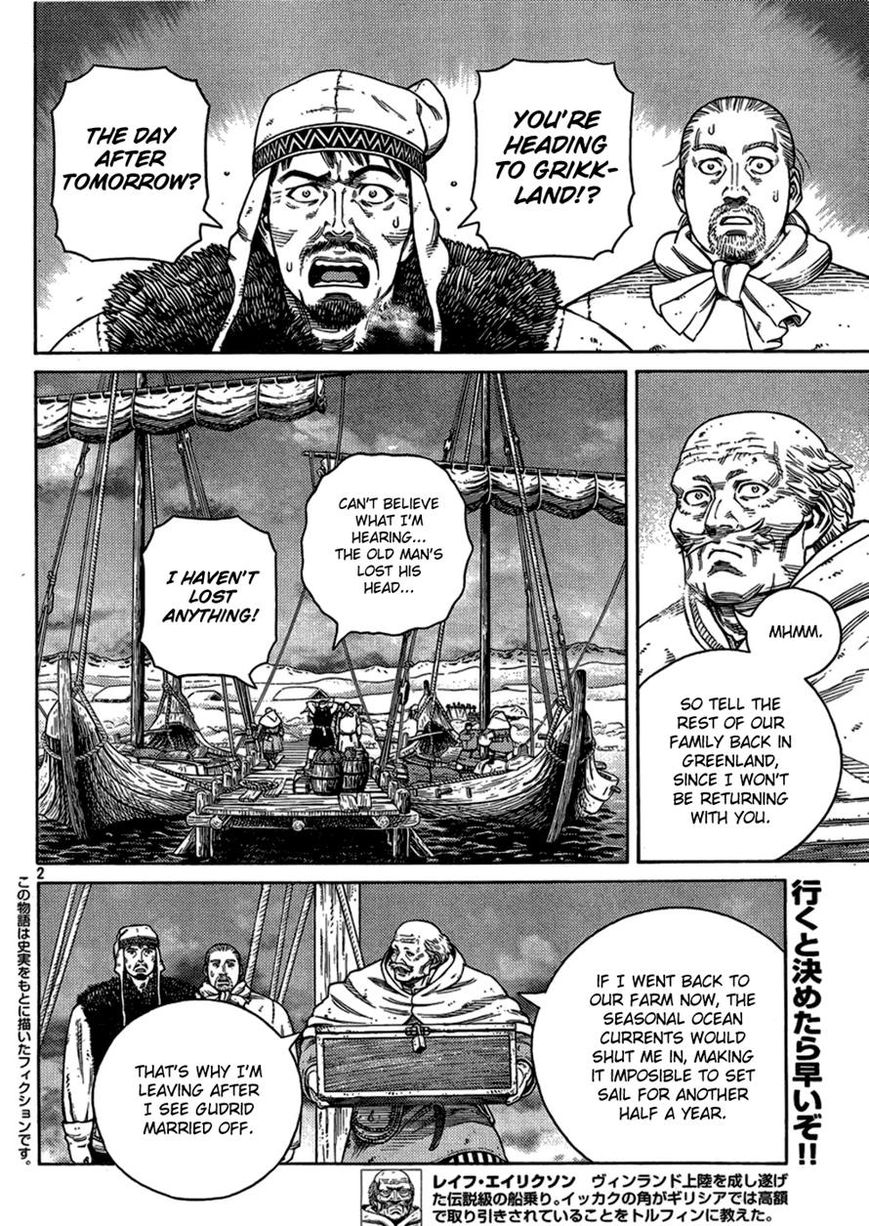 YOU'RE
HEADING
TO GRIKK-
LAND!?
THE DAY
AFTER
TOMORROW?
MHMM.
SO TELL THE
REST OF OUR
FAMILY BACK IN
GREENLAND,
SINCE I WON'T
BE RETURNING
WITH YOU.
CAN'T BELIEVE
WHAT I'M
HEARING...
THE OLD MAN'S
LOST HIS
HEAD...
I HAVEN'T
LOST
ANYTHING!
2
この物語は史実をもとに描いたフィクションです。
行くと決めたら早いぞ!!
IF I WENT BACK TO
OUR FARM NOW, THE
SEASONAL OCEAN
CURRENTS WOULD
SHUT ME IN, MAKING
IT IMPOSIBLE TO SET
SAIL FOR ANOTHER
HALF A YEAR.
THAT'S WHY I'M
LEAVING AFTER
I SEE GUDRID
MARRIED OFF.
レイフ・エイリクソン　ヴィンランド上陸を成し遂げ
た伝説級の船乗り。イッカクの角がギリシアでは高額
で取り引きされていることをトルフィンに教えた。